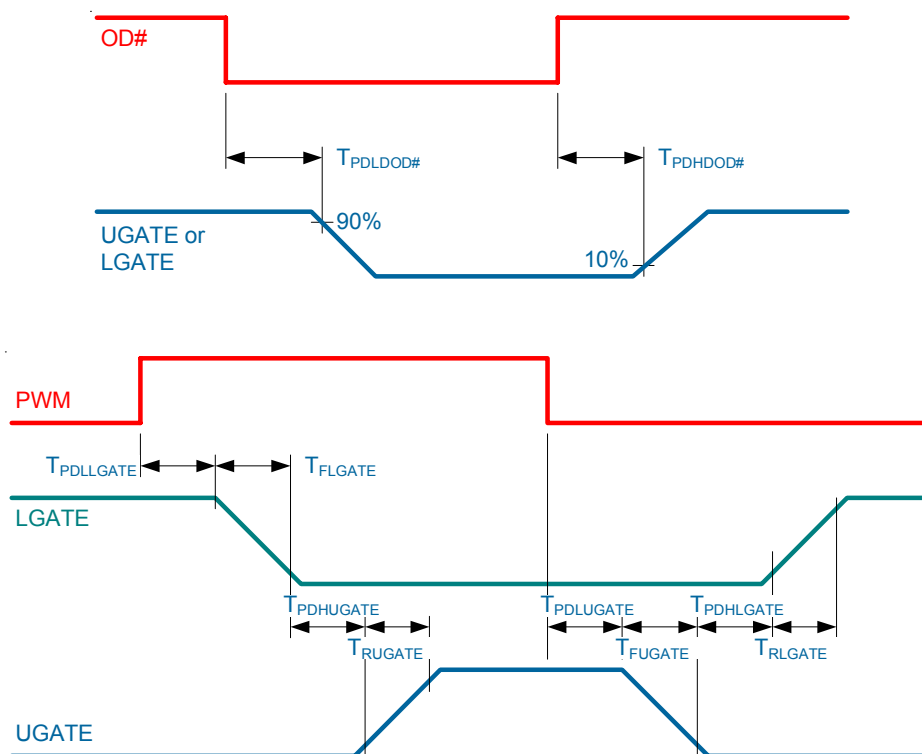 OD#
TPDLDOD#
TPDHDOD#
UGATE or
LGATE
90%
10%
PWM
TPDLLGATE
TFLGATE
LGATE
TPDHUGATE
TPDLUGATE
TPDHLGATE
TRUGATE
TFUGATE
TRLGATE
UGATE